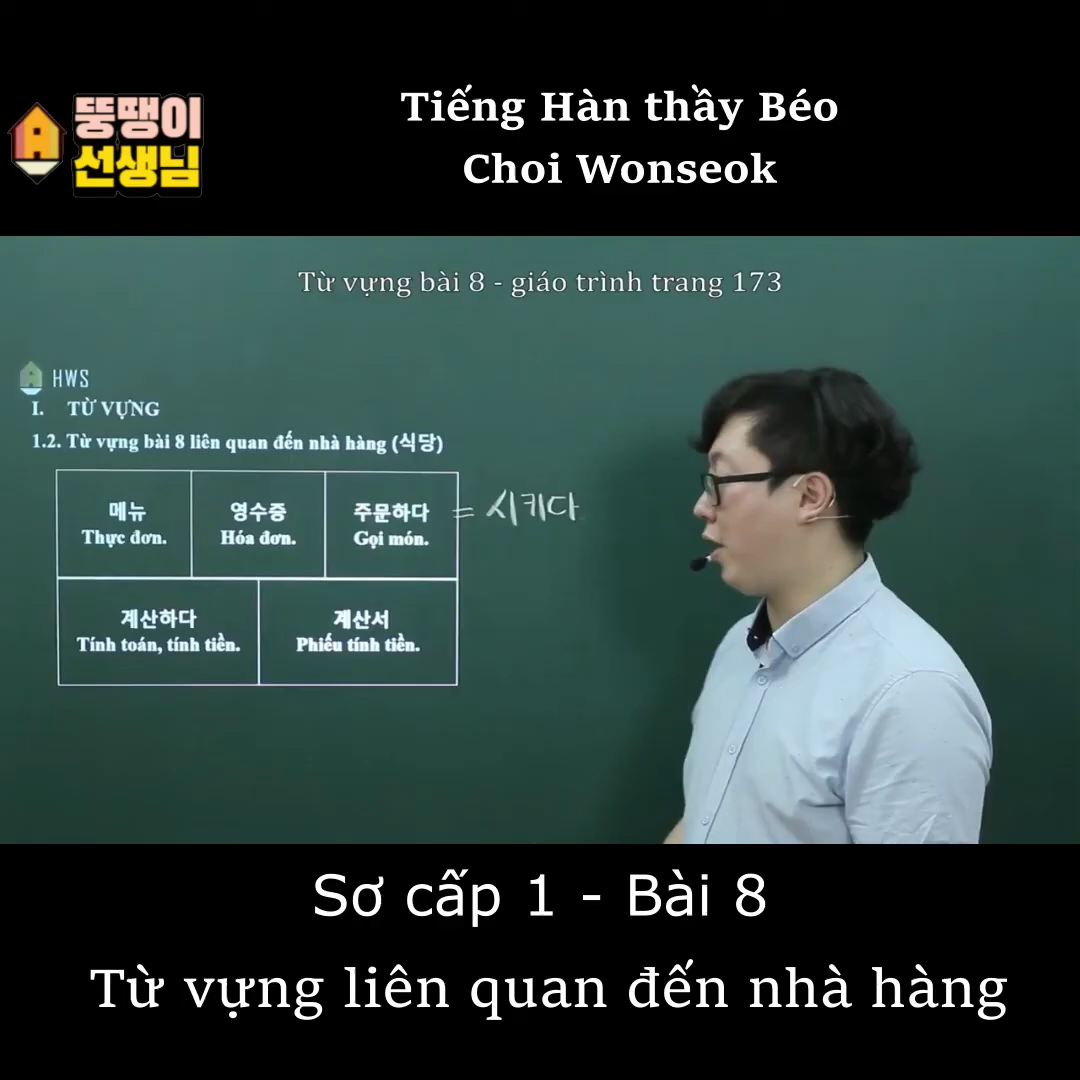 뚱땡이
선생님
Tiếng Hàn thầy Béo
Choi Wonseok
Từ vựng bài 8 - giáo trình trang 173
HWS
I. TỪ VỰNG
1.2. Từ vựng bài 8 liên quan đến nhà hàng (식당)
메뉴
Thực đơn.
영수증
Hóa đơn.
주문하다
Gọi món.
= 시키다
계산하다
Tính toán, tính tiền.
계산서
Phiếu tính tiền.
Sơ cấp 1 - Bài 8
Từ vựng liên quan đến nhà hàng